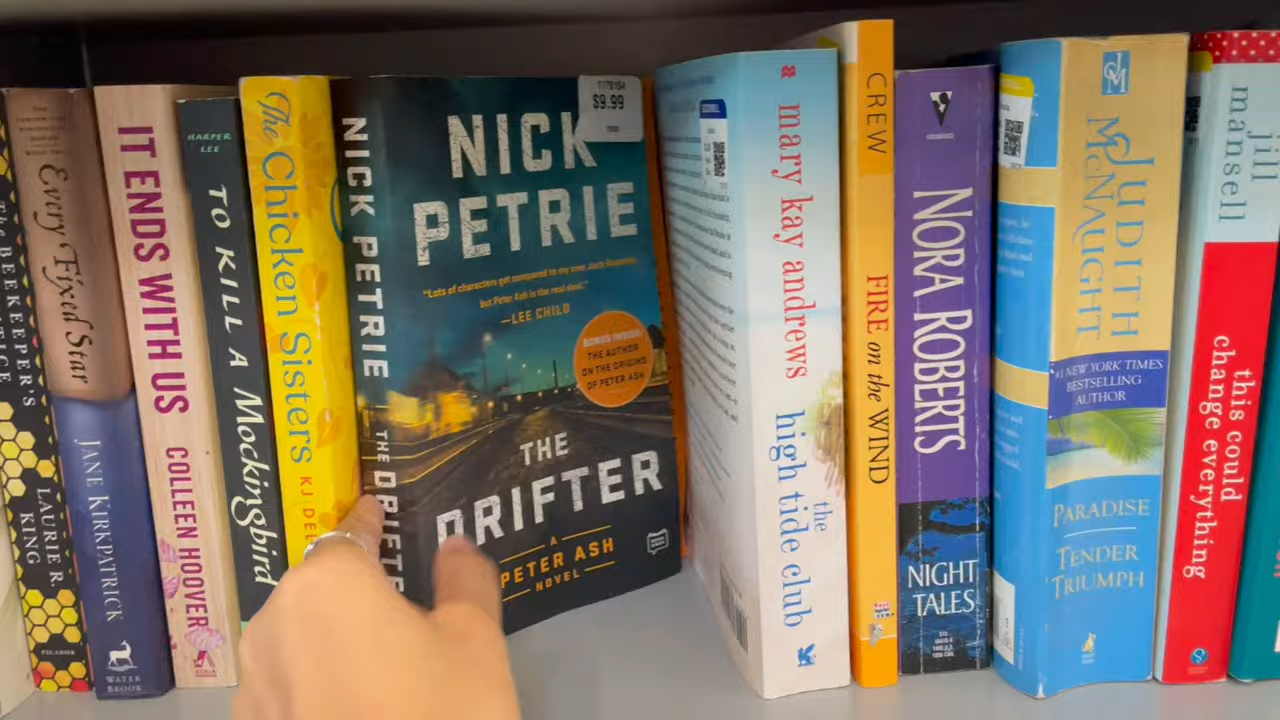 The BEEKEEPER'S
LAURIE R. KING
PICADOR
Every Fixed Star
JANE KIRKPATRICK
WATER BROOK
IT ENDS WITH US
COLLEEN HOOVER
HARPER LEE
TO KILL A Mockingbird
The Chicken Sisters
KJ
NICK PETRIE
THE
NICK
PETRIE
$9.99
"Lots of characters get compared to my own Jack Reacher,
but Peter Ash is the real deal."
—LEE CHILD
BONUS INSIDE:
THE AUTHOR
ON THE ORIGINS
OF PETER ASH
THE
DRIFTER
A
PETER ASH
NOVEL
mary kay andrews
the
high tide club
CREW
FIRE on the WIND
NORA ROBERTS
NIGHT
TALES
JM
JUDITH
MCNAUGHT
#1 NEW YORK TIMES
BESTSELLING
AUTHOR
PARADISE
TENDER
TRIUMPH
jill
mansell
this could
change everything